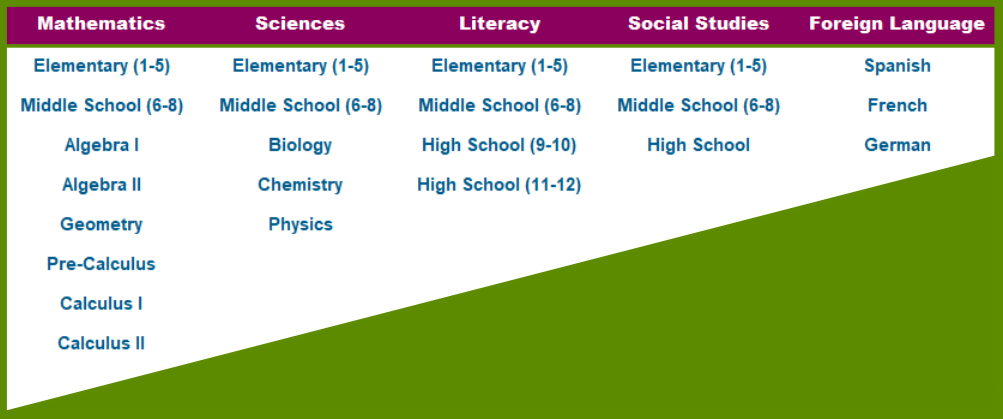 Mathematics Sciences Literacy Social Studies Foreign Language
Elementary (1-5) Elementary (1-5) Elementary (1-5) Elementary (1-5) Spanish
Middle School (6-8) Middle School (6-8) Middle School (6-8) Middle School (6-8) French
Algebra I Biology High School (9-10) High School German
Algebra II Chemistry High School (11-12)
Geometry Physics
Pre-Calculus
Calculus I
Calculus II